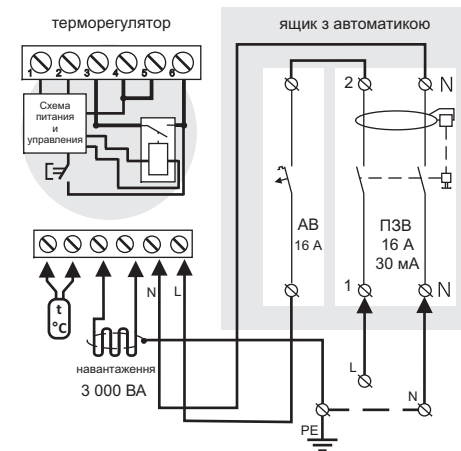 терморегулятор
ящик з автоматикою
1 2 3 4 5 6
Схема
питания
и
управления
2 N
АВ
16 А
ПЗВ
16 А
30 мА
1 N
N L
t
°C
навантаження
3 000 ВА
L
N
PE